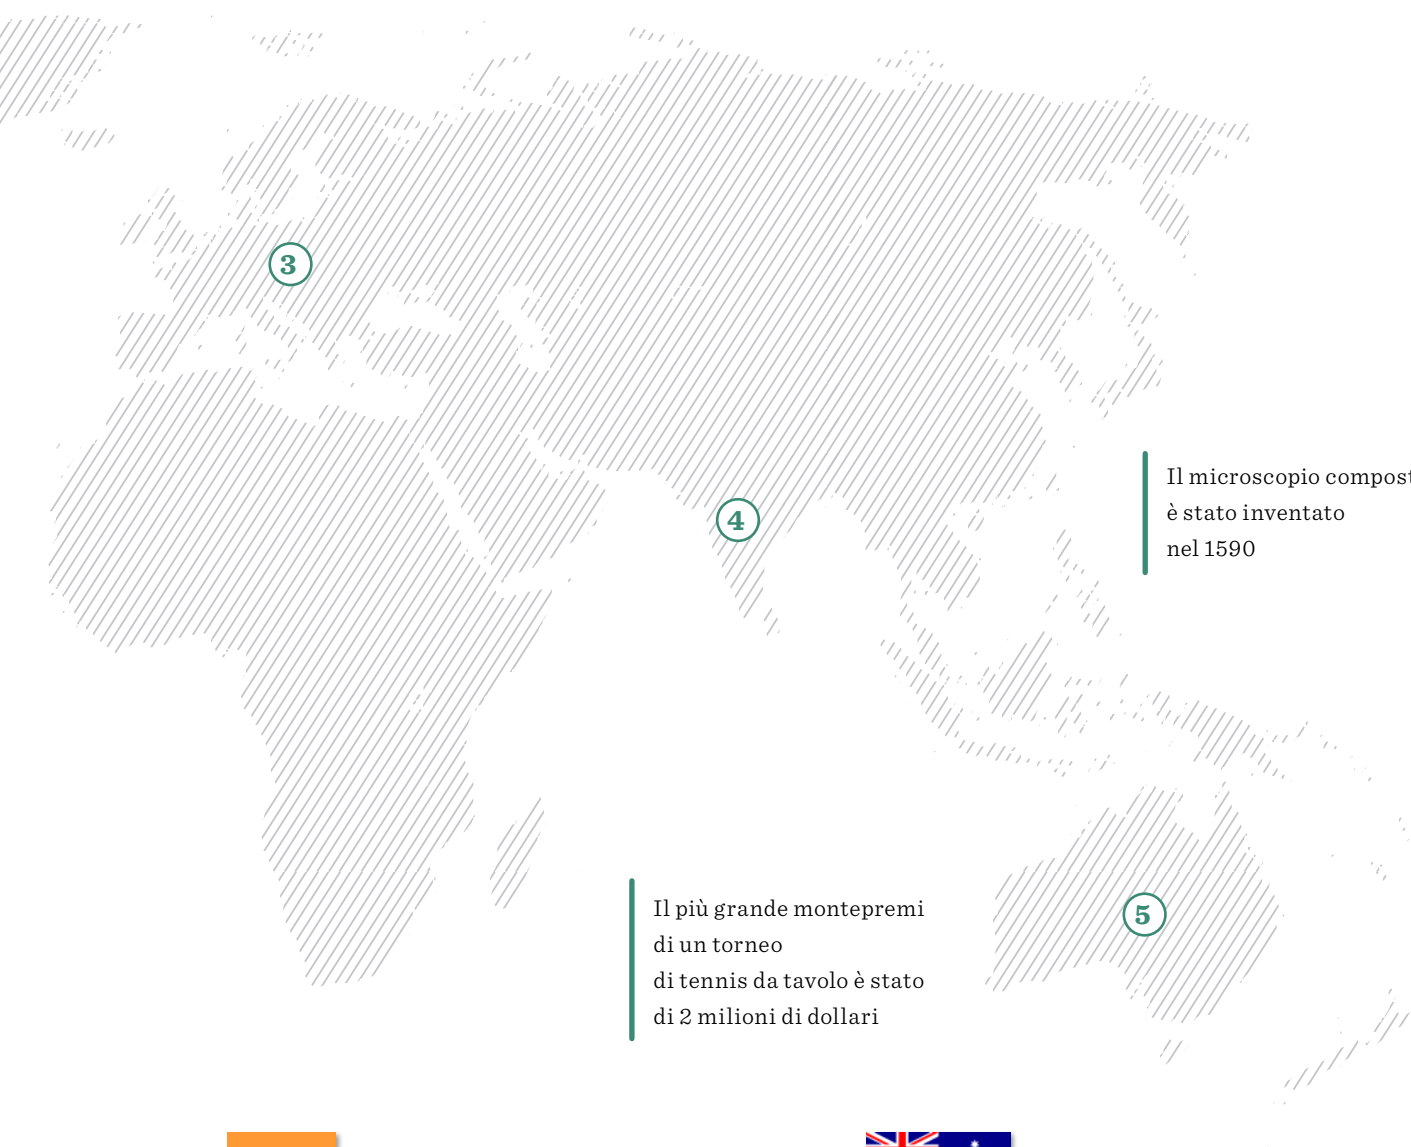 3
4
Il microscopio compost
è stato inventato
nel 1590
Il più grande montepremi
di un torneo
di tennis da tavolo è stato
di 2 milioni di dollari
5